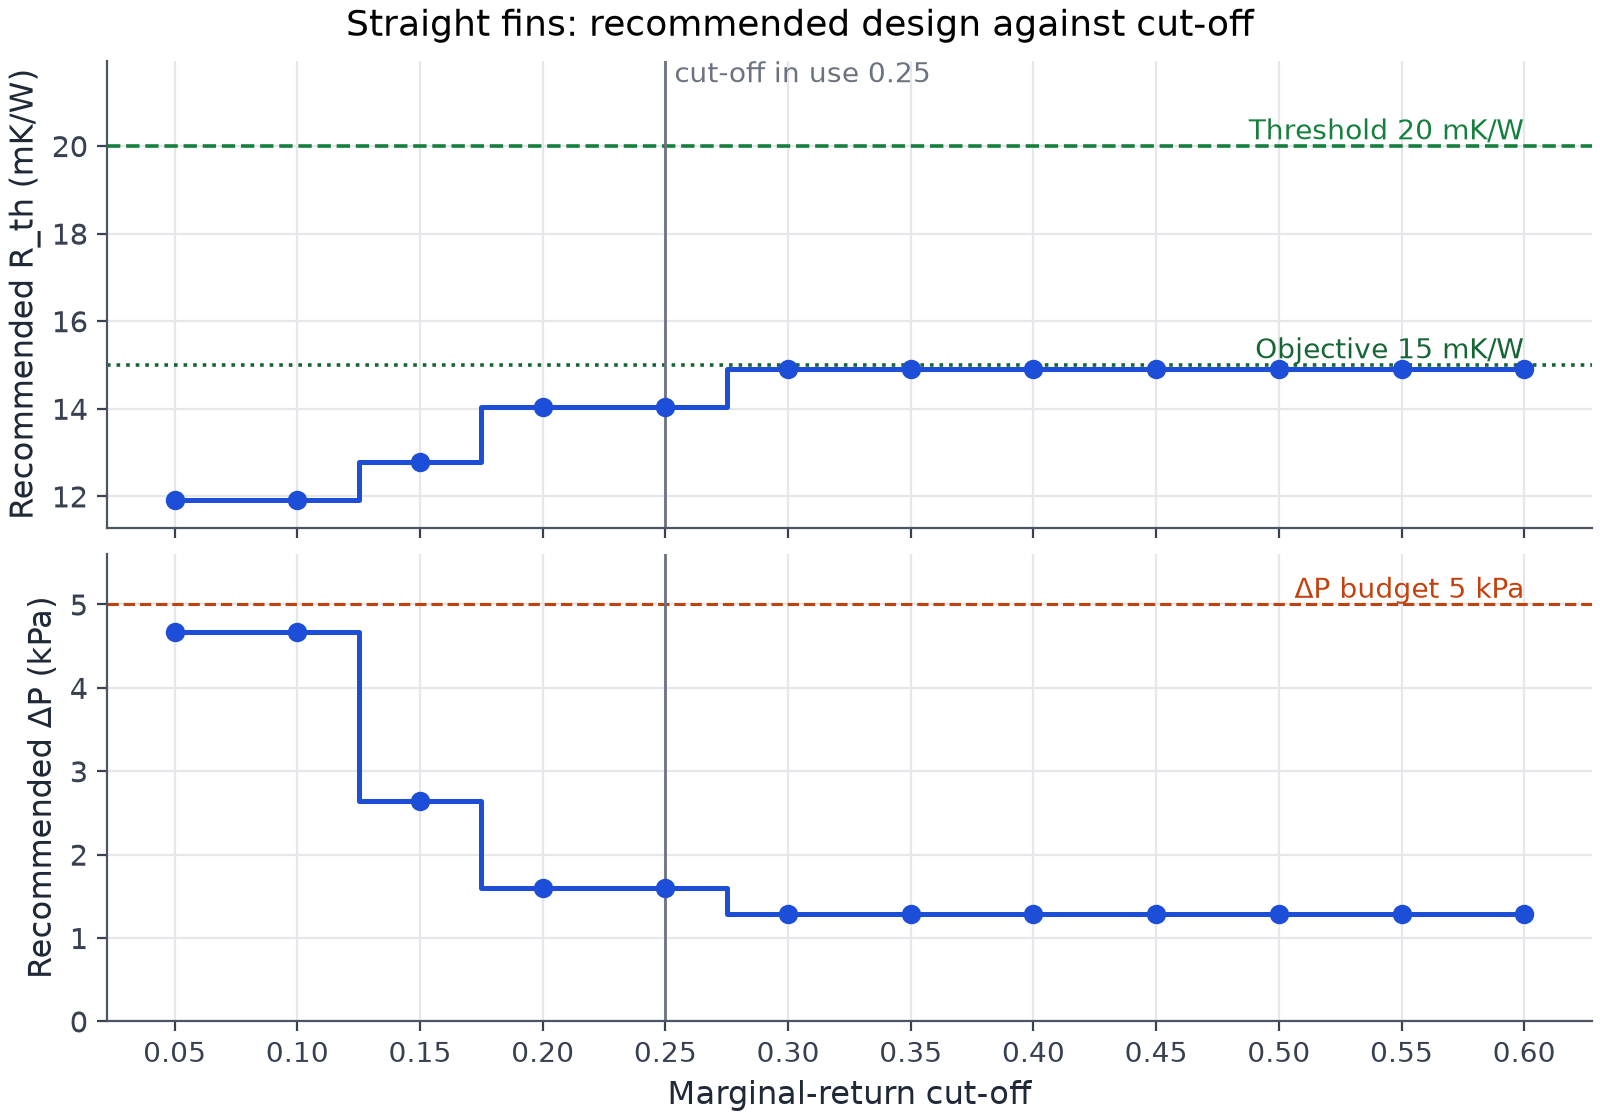 Straight fins: recommended design against cut-off
cut-off in use 0.25
Threshold 20 mK/W
Objective 15 mK/W
Recommended R_th (mK/W)
20
18
16
14
12
ΔP budget 5 kPa
Recommended ΔP (kPa)
5
4
3
2
1
0
0.05 0.10 0.15 0.20 0.25 0.30 0.35 0.40 0.45 0.50 0.55 0.60
Marginal-return cut-off